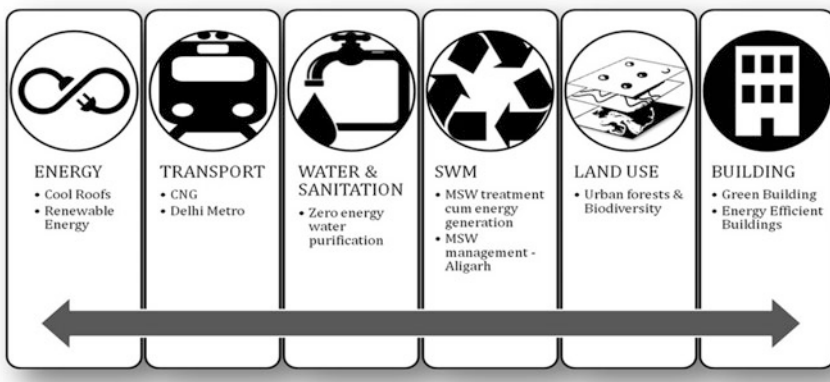 ENERGY
• Cool Roofs
• Renewable
Energy
TRANSPORT
• CNG
• Delhi Metro
WATER &
SANITATION
• Zero energy
water
purification
SWM
• MSW treatment
cum energy
generation
• MSW
management -
Aligarh
LAND USE
• Urban forests &
Biodiversity
BUILDING
• Green Building
• Energy Efficient
Buildings